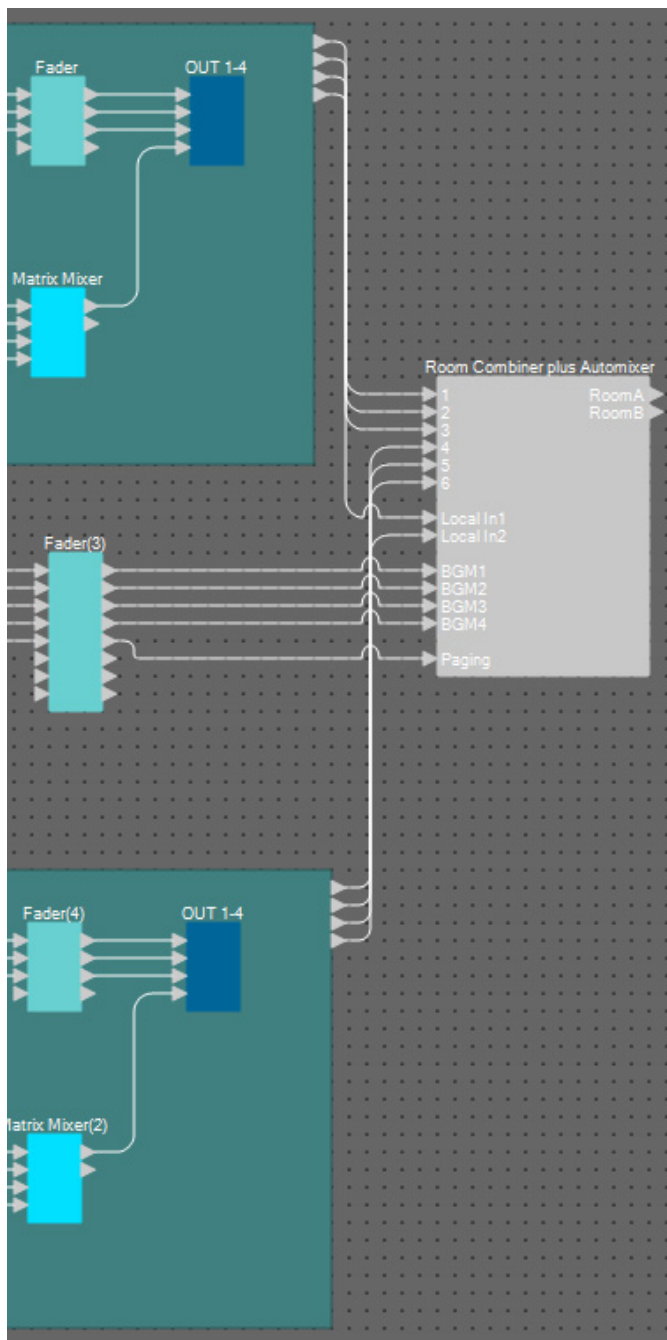 Fader
OUT 1-4
Matrix Mixer
Room Combiner plus Automixer
1
RoomA
2
RoomB
3
4
5
6
Local In1
Local In2
Fader(3)
BGM1
BGM2
BGM3
BGM4
Paging
Fader(4)
OUT 1-4
Matrix Mixer(2)